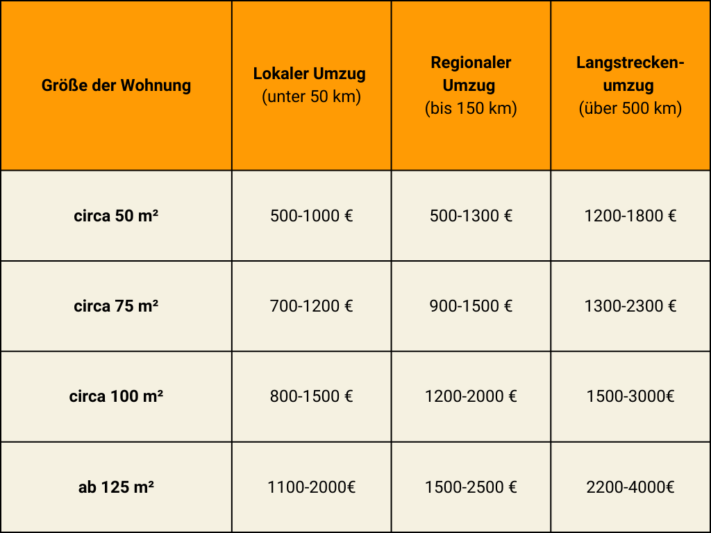 Größe der Wohnung
Lokaler Umzug
(unter 50 km)
Regionaler
Umzug
(bis 150 km)
Langstrecken-
umzug
(über 500 km)
circa 50 m²
500-1000 €
500-1300 €
1200-1800 €
circa 75 m²
700-1200 €
900-1500 €
1300-2300 €
circa 100 m²
800-1500 €
1200-2000 €
1500-3000€
ab 125 m²
1100-2000€
1500-2500 €
2200-4000€